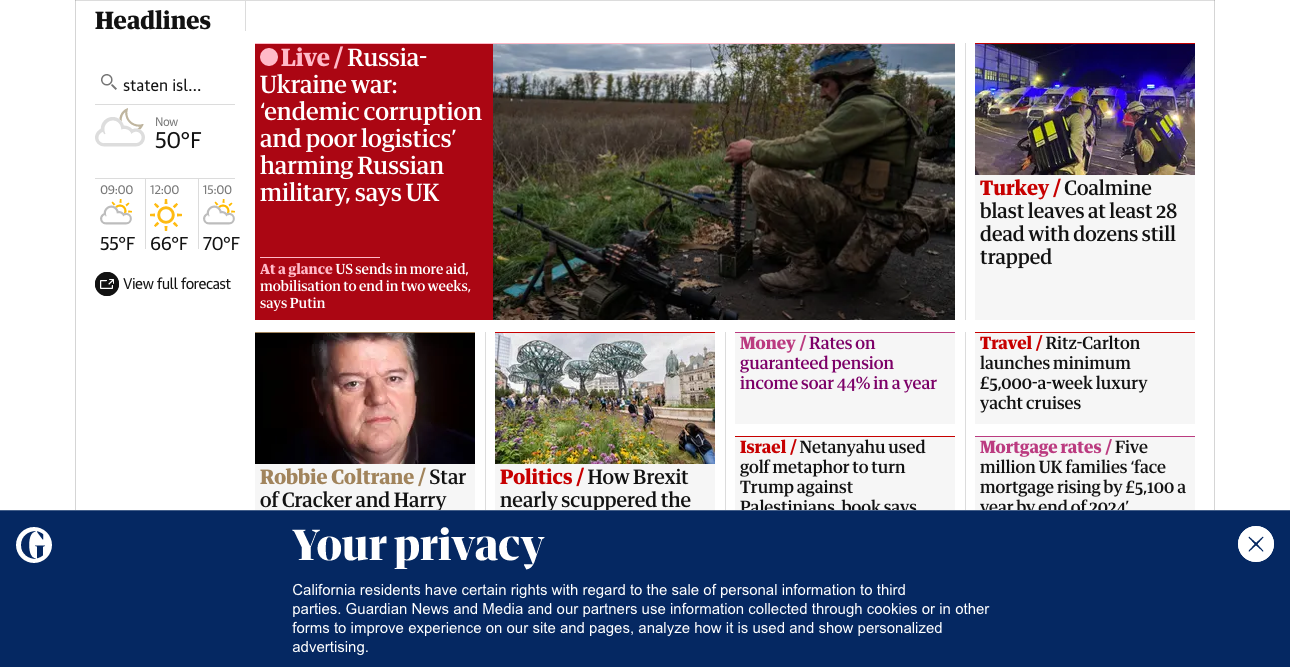 Headlines
staten isl...
Now
50°F
09:00
12:00
15:00
55°F
66°F
70°F
View full forecast
Live / Russia-
Ukraine war:
‘endemic corruption
and poor logistics’
harming Russian
military, says UK
At a glance US sends in more aid,
mobilisation to end in two weeks,
says Putin
Turkey / Coalmine
blast leaves at least 28
dead with dozens still
trapped
Robbie Coltrane / Star
of Cracker and Harry
Politics / How Brexit
nearly scuppered the
Money / Rates on
guaranteed pension
income soar 44% in a year
Israel / Netanyahu used
golf metaphor to turn
Trump against
Palestinians, book says
Travel / Ritz-Carlton
launches minimum
£5,000-a-week luxury
yacht cruises
Mortgage rates / Five
million UK families ‘face
mortgage rising by £5,100 a
year by end of 2024’
G
Your privacy
California residents have certain rights with regard to the sale of personal information to third
parties. Guardian News and Media and our partners use information collected through cookies or in other
forms to improve experience on our site and pages, analyze how it is used and show personalized
advertising.